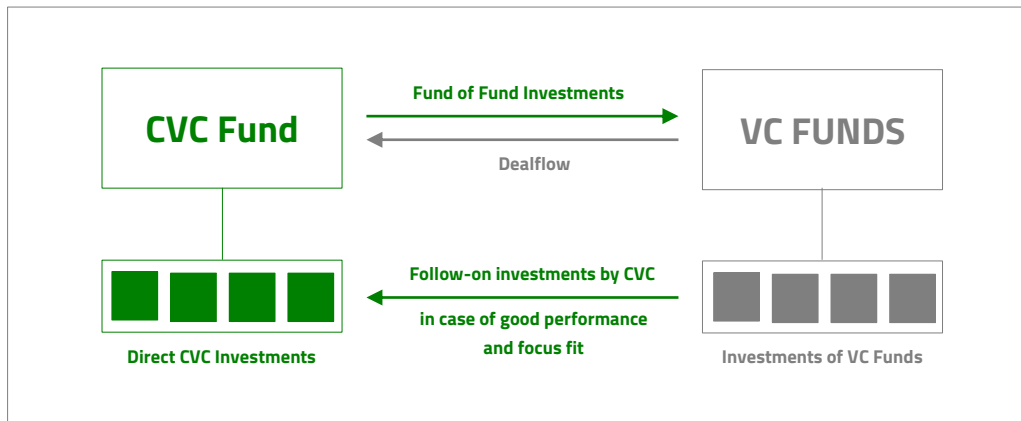 Fund of Fund Investments
CVC Fund
VC FUNDS
Dealflow
Follow-on investments by CVC
in case of good performance
and focus fit
Direct CVC Investments
Investments of VC Funds